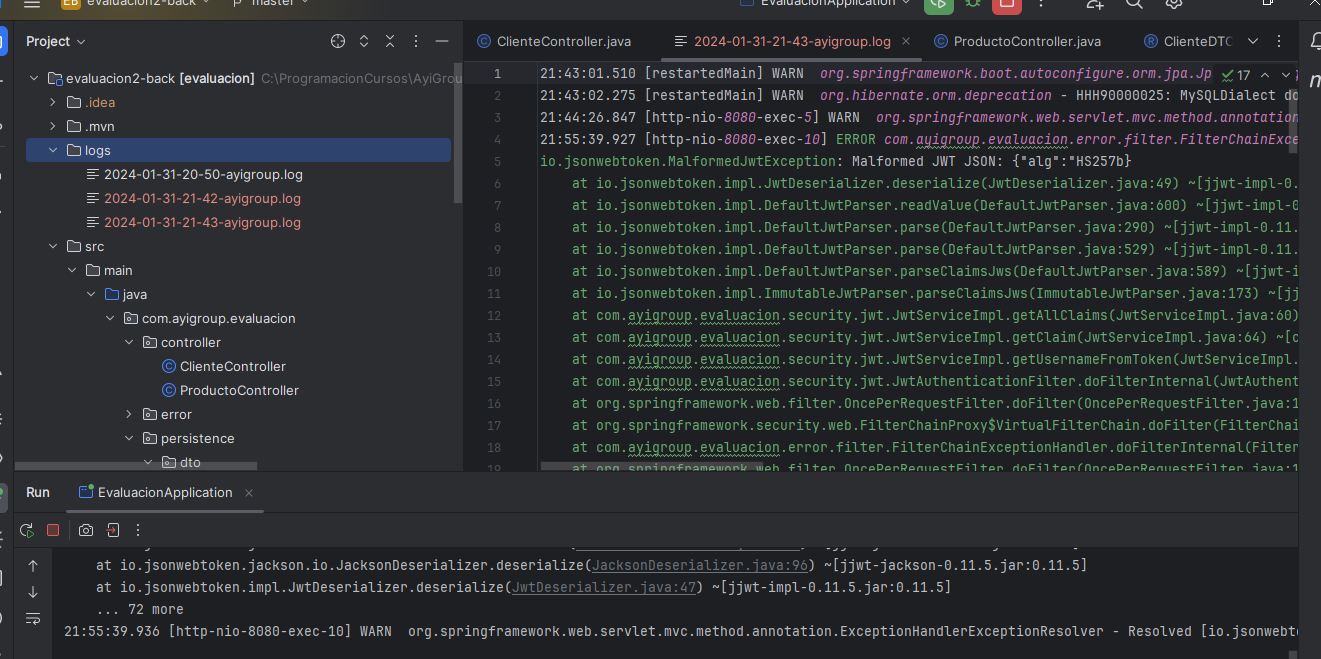 EB evaluacion2-back master EvaluacionApplication
Project
ClienteController.java 2024-01-31-21-43-ayigroup.log ProductoController.java ClienteDTO
evaluacion2-back [evaluacion] C:\ProgramacionCursos\AyiGrou
.idea
.mvn
logs
2024-01-31-20-50-ayigroup.log
2024-01-31-21-42-ayigroup.log
2024-01-31-21-43-ayigroup.log
src
main
java
com.ayigroup.evaluacion
controller
ClienteController
ProductoController
error
persistence
dto
17
1 21:43:01.510 [restartedMain] WARN org.springframework.boot.autoconfigure.orm.jpa.Jp
2 21:43:02.275 [restartedMain] WARN org.hibernate.orm.deprecation - HHH90000025: MySQLDialect do
3 21:44:26.847 [http-nio-8080-exec-5] WARN org.springframework.web.servlet.mvc.method.annotation
4 21:55:39.927 [http-nio-8080-exec-10] ERROR com.ayigroup.evaluacion.error.filter.FilterChainExce
5 io.jsonwebtoken.MalformedJwtException: Malformed JWT JSON: {"alg":"HS257b}
6 at io.jsonwebtoken.impl.JwtDeserializer.deserialize(JwtDeserializer.java:49) ~[jjwt-impl-0.
7 at io.jsonwebtoken.impl.DefaultJwtParser.readValue(DefaultJwtParser.java:600) ~[jjwt-impl-0
8 at io.jsonwebtoken.impl.DefaultJwtParser.parse(DefaultJwtParser.java:290) ~[jjwt-impl-0.11.
9 at io.jsonwebtoken.impl.DefaultJwtParser.parse(DefaultJwtParser.java:529) ~[jjwt-impl-0.11.
10 at io.jsonwebtoken.impl.DefaultJwtParser.parseClaimsJws(DefaultJwtParser.java:589) ~[jjwt-i
11 at io.jsonwebtoken.impl.ImmutableJwtParser.parseClaimsJws(ImmutableJwtParser.java:173) ~[jj
12 at com.ayigroup.evaluacion.security.jwt.JwtServiceImpl.getAllClaims(JwtServiceImpl.java:60)
13 at com.ayigroup.evaluacion.security.jwt.JwtServiceImpl.getClaim(JwtServiceImpl.java:64) ~[c
14 at com.ayigroup.evaluacion.security.jwt.JwtServiceImpl.getUsernameFromToken(JwtServiceImpl.
15 at com.ayigroup.evaluacion.security.jwt.JwtAuthenticationFilter.doFilterInternal(JwtAuthent
16 at org.springframework.web.filter.OncePerRequestFilter.doFilter(OncePerRequestFilter.java:1
17 at org.springframework.security.web.FilterChainProxy$VirtualFilterChain.doFilter(FilterChai
18 at com.ayigroup.evaluacion.error.filter.FilterChainExceptionHandler.doFilterInternal(Filter
19 at org.springframework.web.filter.OncePerRequestFilter.doFilter(OncePerRequestFilter.java:1
Run EvaluacionApplication
at io.jsonwebtoken.jackson.io.JacksonDeserializer.deserialize(JacksonDeserializer.java:96) ~[jjwt-jackson-0.11.5.jar:0.11.5]
at io.jsonwebtoken.impl.JwtDeserializer.deserialize(JwtDeserializer.java:47) ~[jjwt-impl-0.11.5.jar:0.11.5]
... 72 more
21:55:39.936 [http-nio-8080-exec-10] WARN org.springframework.web.servlet.mvc.method.annotation.ExceptionHandlerExceptionResolver - Resolved [io.jsonwebto